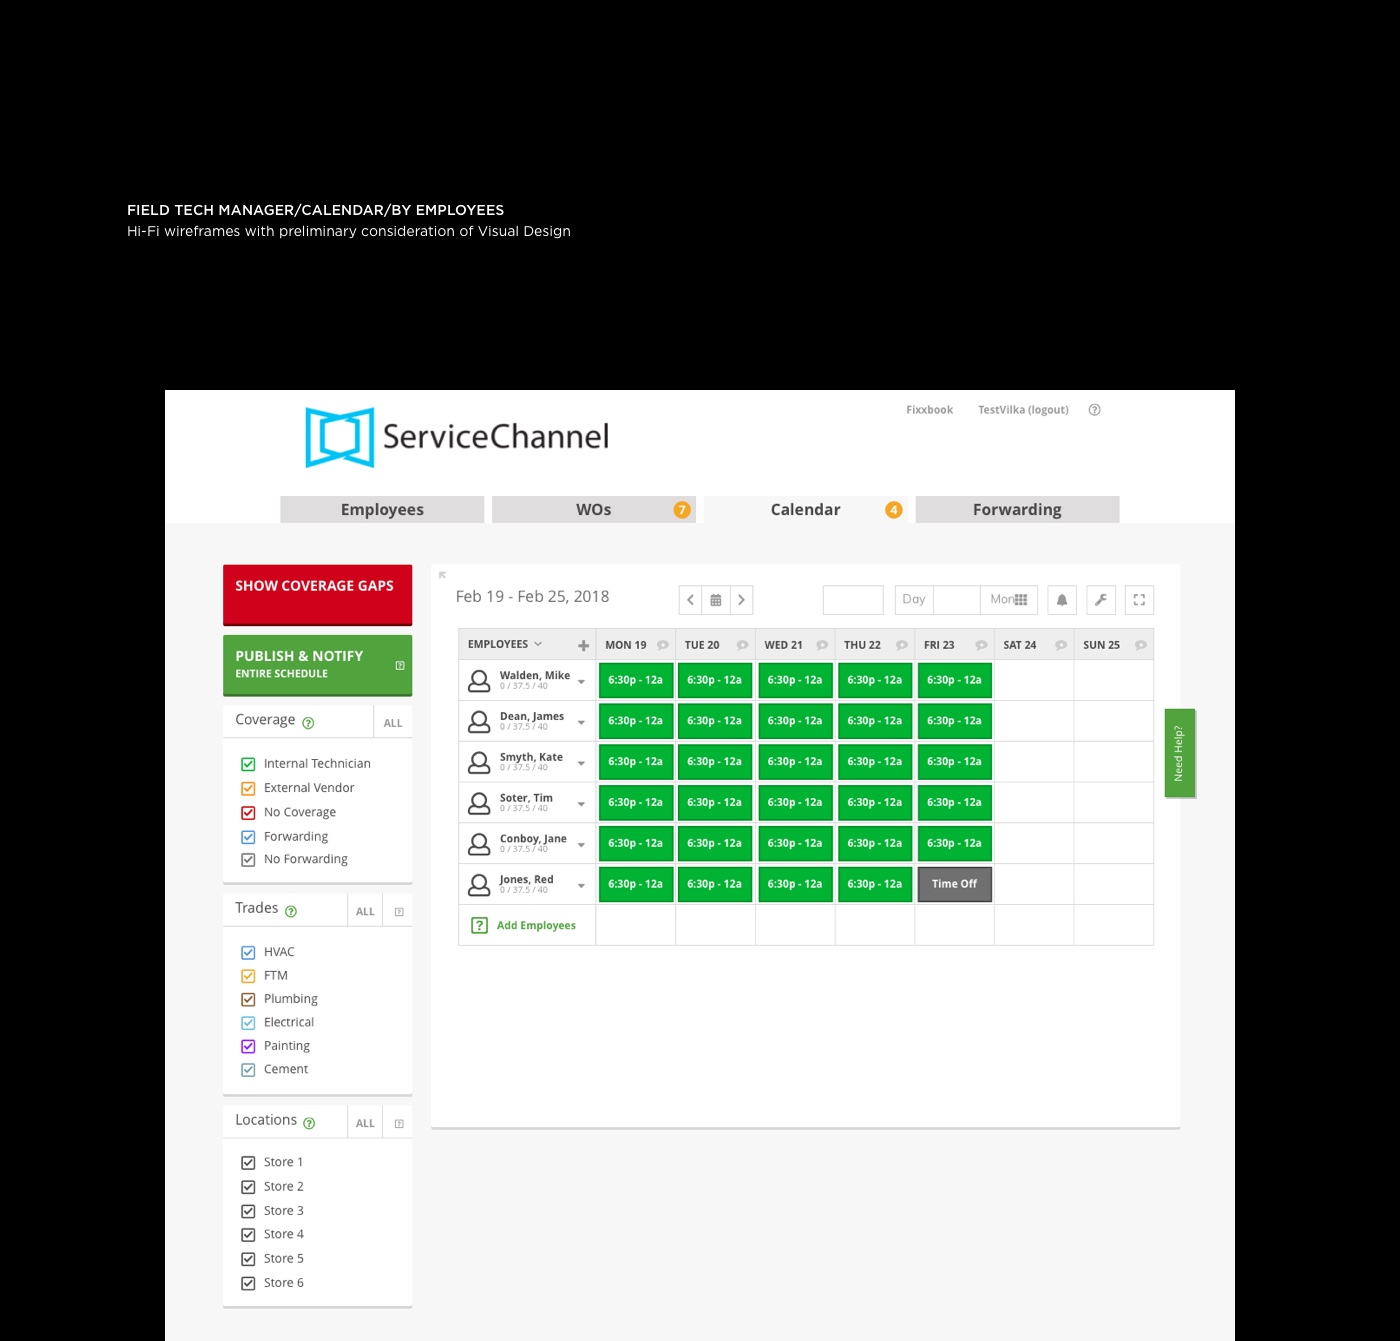 FIELD TECH MANAGER/CALENDAR/BY EMPLOYEES
Hi-Fi wireframes with preliminary consideration of Visual Design
Fixxbook TestVilka (logout) ?
ServiceChannel
Employees WOs 7 Calendar 4 Forwarding
SHOW COVERAGE GAPS
PUBLISH & NOTIFY
ENTIRE SCHEDULE ?
Coverage ? ALL
Internal Technician
External Vendor
No Coverage
Forwarding
No Forwarding
Trades ? ALL ?
HVAC
FTM
Plumbing
Electrical
Painting
Cement
Locations ? ALL ?
Store 1
Store 2
Store 3
Store 4
Store 5
Store 6
Feb 19 - Feb 25, 2018 Day Mon
EMPLOYEES MON 19 TUE 20 WED 21 THU 22 FRI 23 SAT 24 SUN 25
Walden, Mike 6:30p - 12a 6:30p - 12a 6:30p - 12a 6:30p - 12a 6:30p - 12a
0 / 37.5 / 40
Dean, James 6:30p - 12a 6:30p - 12a 6:30p - 12a 6:30p - 12a 6:30p - 12a
0 / 37.5 / 40
Smyth, Kate 6:30p - 12a 6:30p - 12a 6:30p - 12a 6:30p - 12a 6:30p - 12a
0 / 37.5 / 40
Soter, Tim 6:30p - 12a 6:30p - 12a 6:30p - 12a 6:30p - 12a 6:30p - 12a
0 / 37.5 / 40
Conboy, Jane 6:30p - 12a 6:30p - 12a 6:30p - 12a 6:30p - 12a 6:30p - 12a
0 / 37.5 / 40
Jones, Red 6:30p - 12a 6:30p - 12a 6:30p - 12a 6:30p - 12a Time Off
0 / 37.5 / 40
? Add Employees
Need Help?